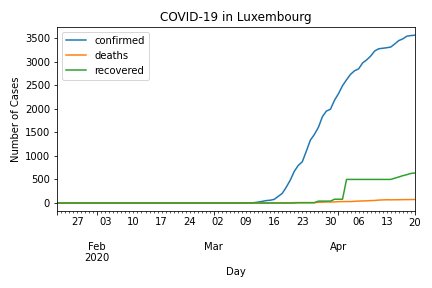 COVID-19 in Luxembourg
confirmed
deaths
recovered
Number of Cases
3500
3000
2500
2000
1500
1000
500
0
27 03 10 17 24 02 09 16 23 30 06 13 20
Feb Mar Apr
2020
Day